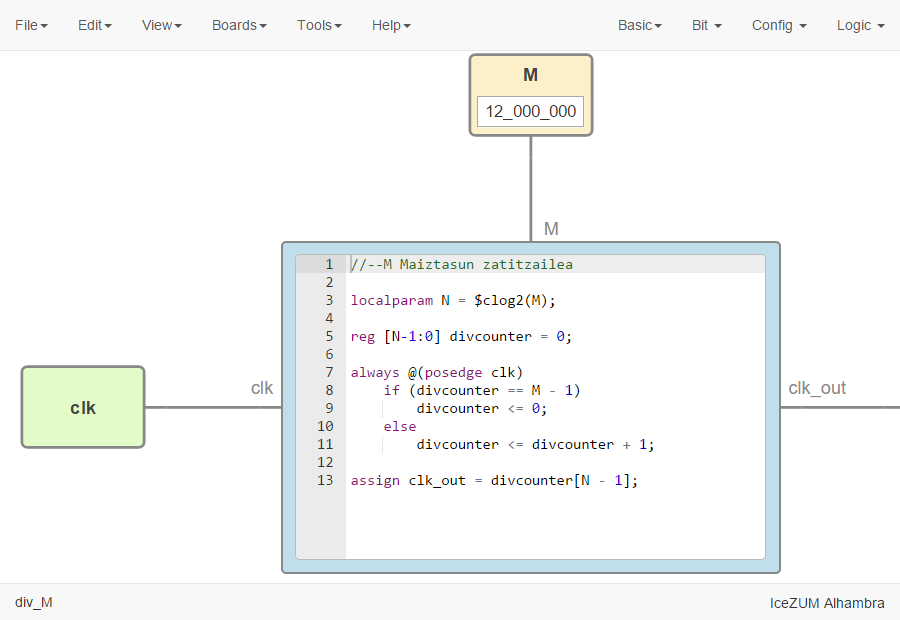 File Edit View Boards Tools Help Basic Bit Config Logic
M
12_000_000
M
1 //--M Maiztasun zatitzailea
2
3 localparam N = $clog2(M);
4
5 reg [N-1:0] divcounter = 0;
6
7 always @(posedge clk)
8 if (divcounter == M - 1)
9 divcounter <= 0;
10 else
11 divcounter <= divcounter + 1;
12
13 assign clk_out = divcounter[N - 1];
clk
clk
clk_out
div_M
IceZUM Alhambra